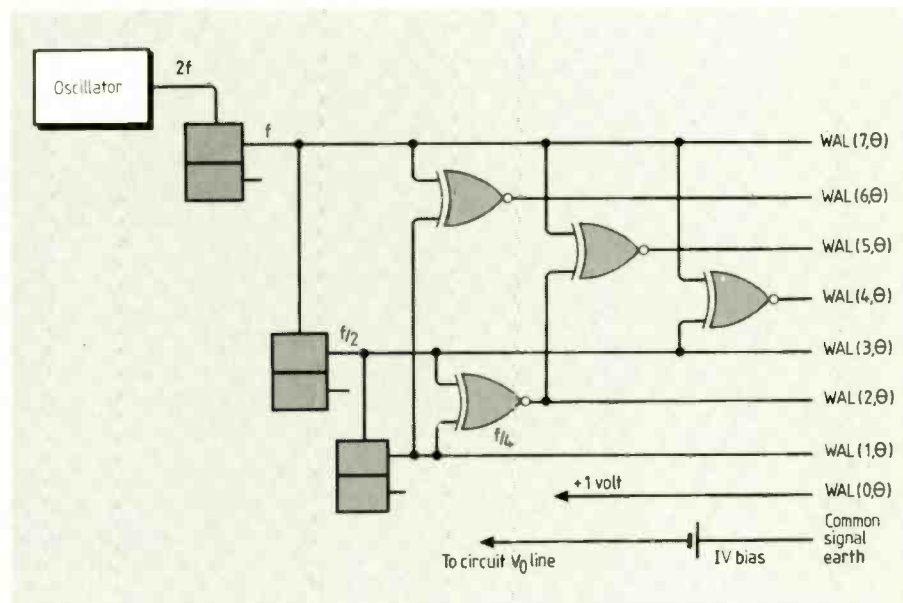 Oscillator
2f
f
WAL(7,θ)
WAL(6,θ)
WAL(5,θ)
WAL(4,θ)
f/2
WAL(3,θ)
WAL(2,θ)
f/4
WAL(1,θ)
+1 volt
WAL(0,θ)
To circuit V₀ line
IV bias
Common
signal
earth